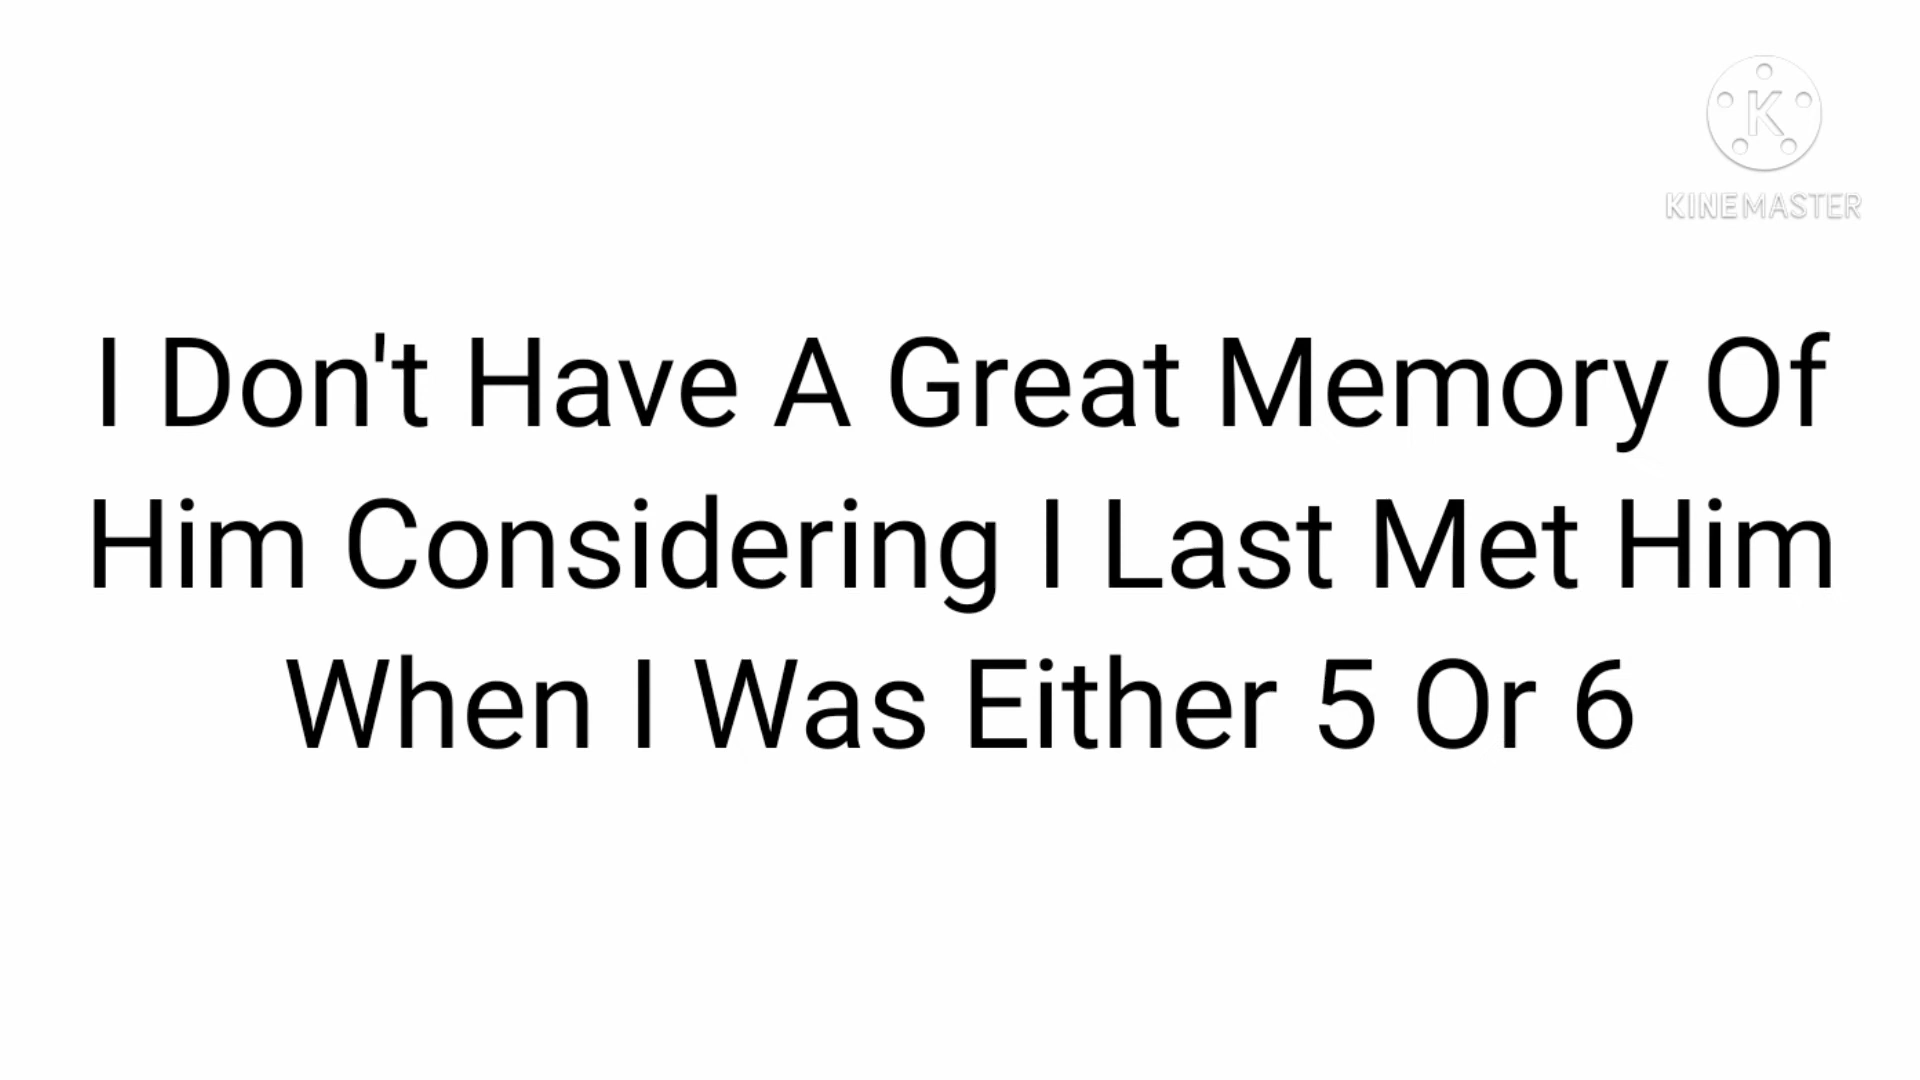 K
KINEMASTER
I Don't Have A Great Memory Of
Him Considering I Last Met Him
When I Was Either 5 Or 6